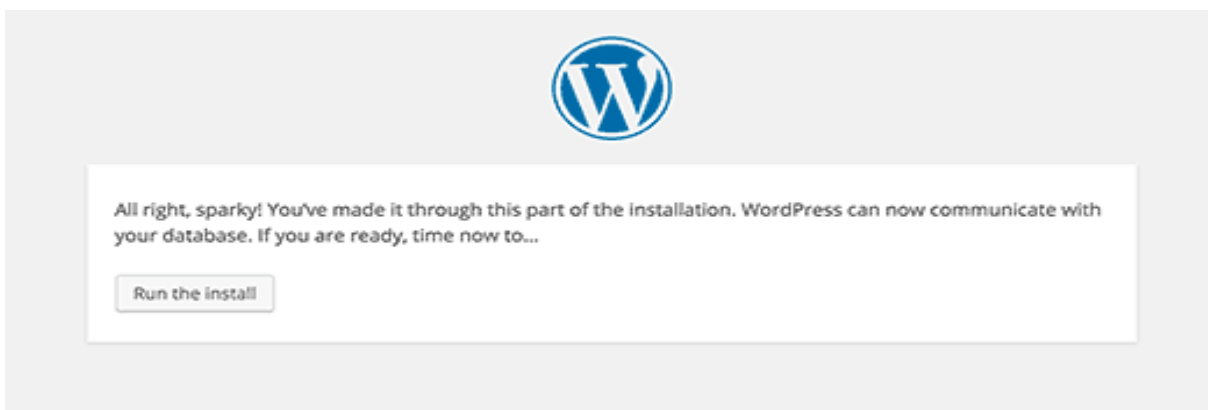 All right, sparky! You've made it through this part of the installation. WordPress can now communicate with
your database. If you are ready, time now to...
Run the install